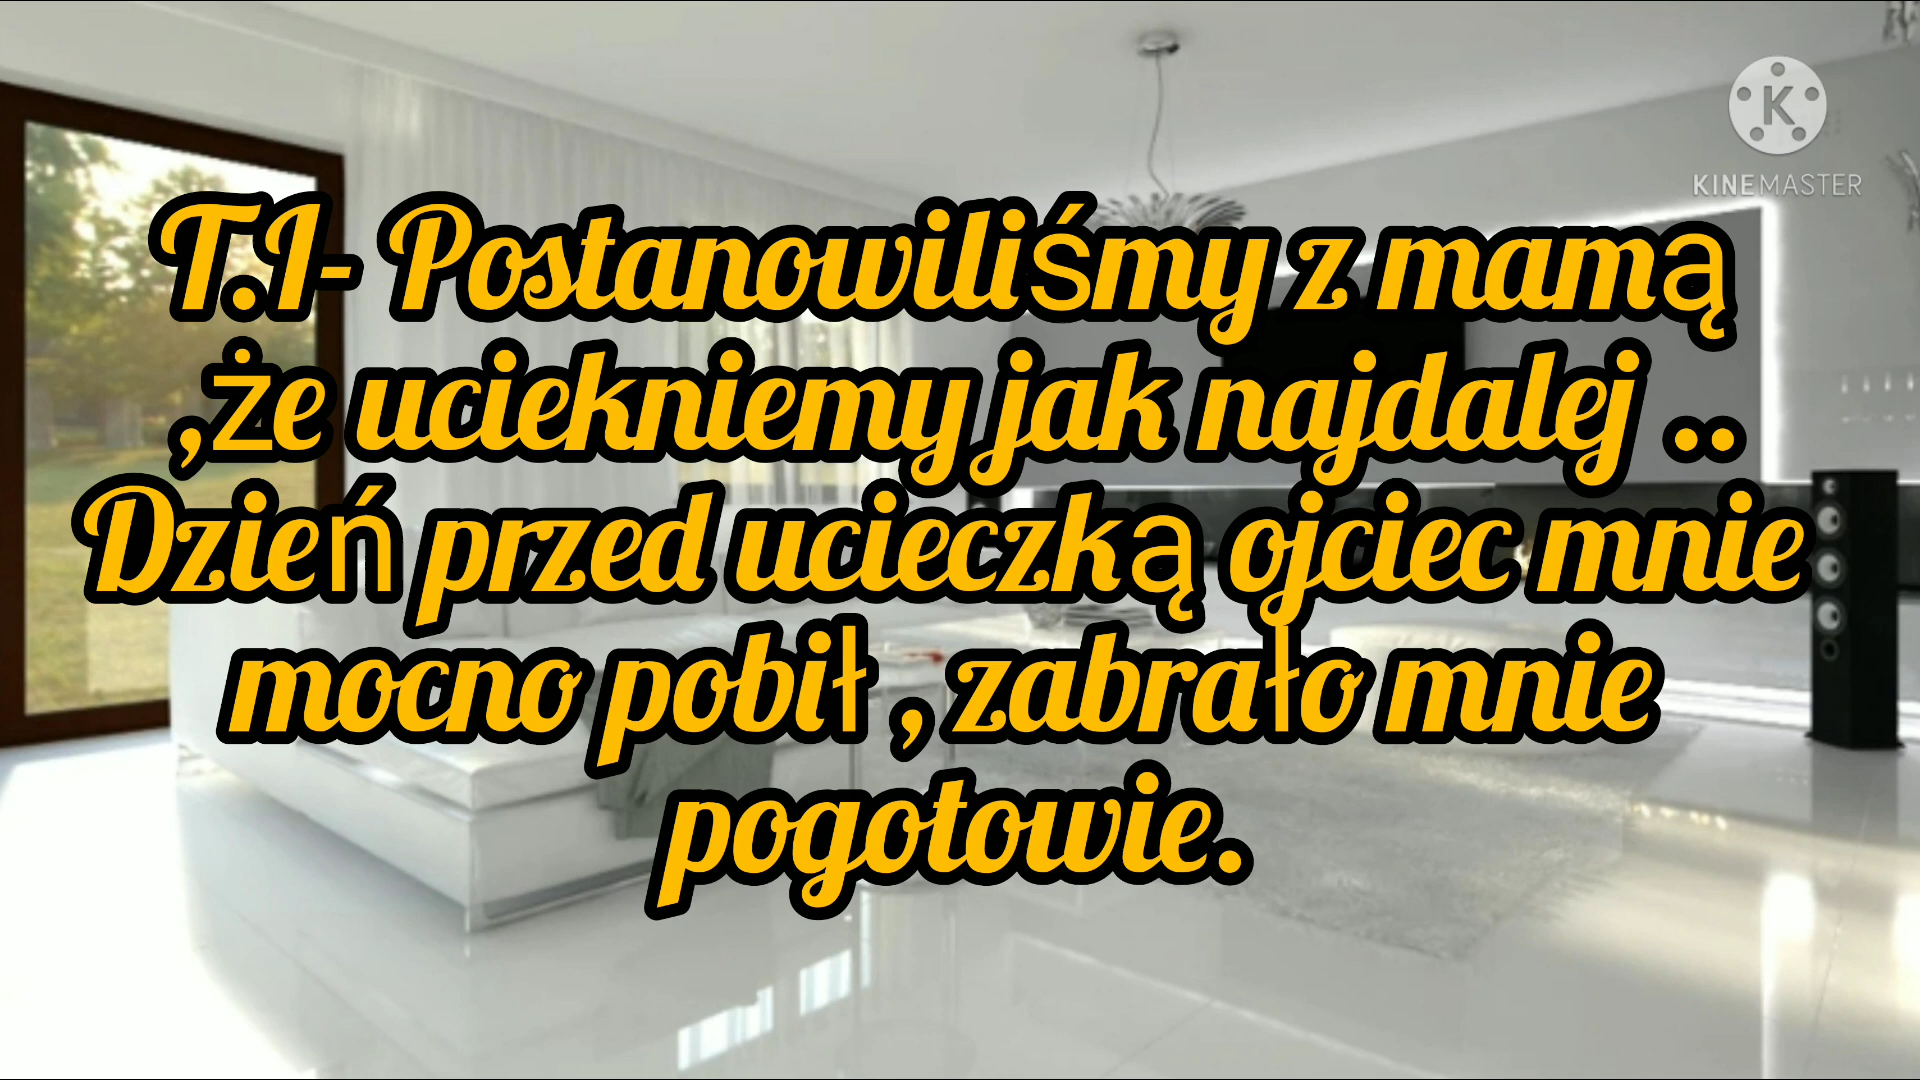 KINEMASTER
T.I- Postanowiliśmy z mamą
,że uciekniemy jak najdalej ..
Dzień przed ucieczką ojciec mnie
mocno pobił , zabrało mnie
pogotowie.